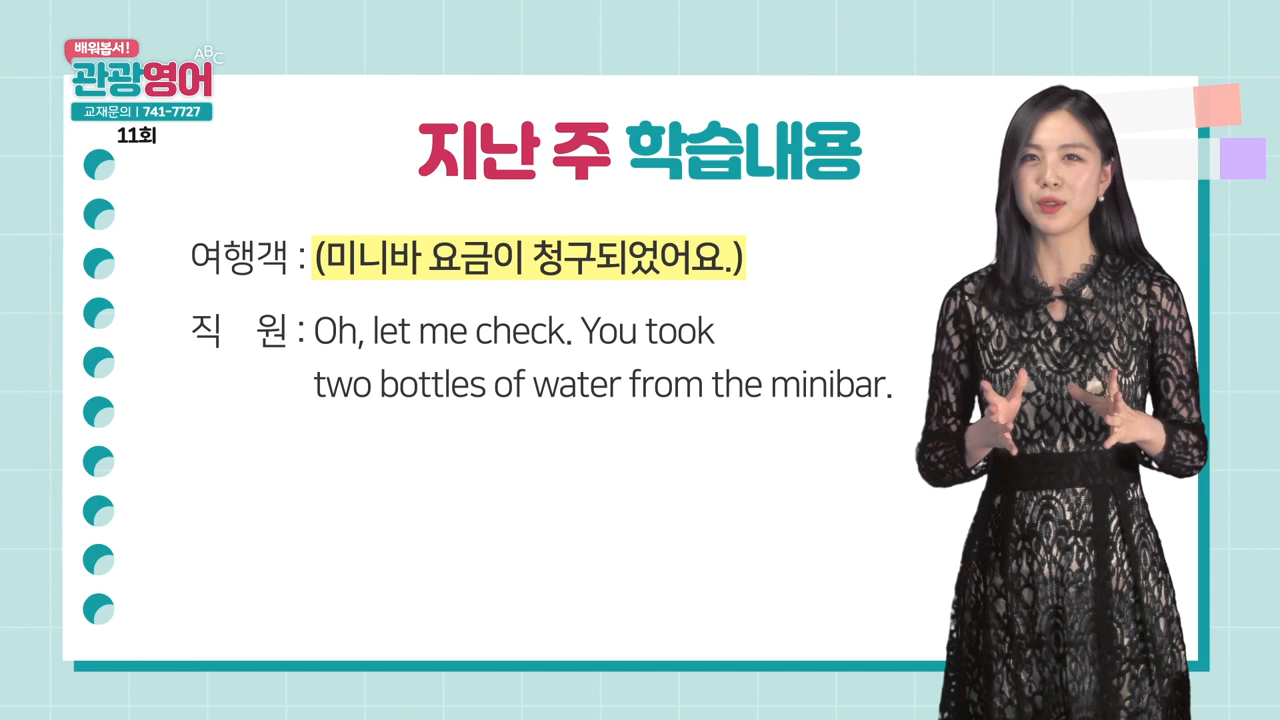 배워봅서!
ABC
관광영어
교재문의 | 741-7727
11회
지난 주 학습내용
여행객 : (미니바 요금이 청구되었어요.)
직 원 : Oh, let me check. You took
two bottles of water from the minibar.